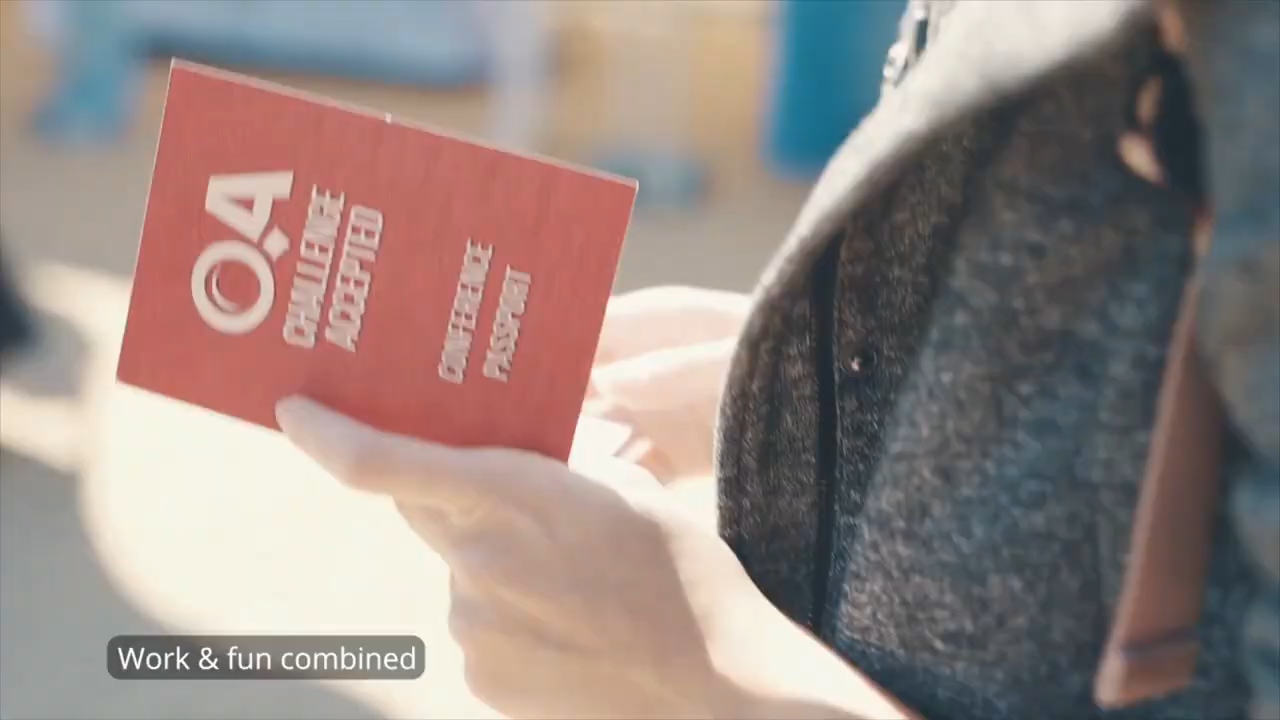 QA
CHALLENGE
ACCEPTED
CONFERENCE
PASSPORT
Work & fun combined